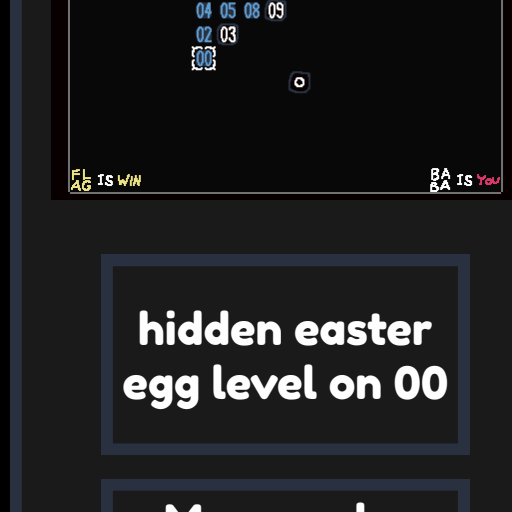 04 05 08 09
02 03
00
FLAG IS WIN BABA IS YOU
hidden easter
egg level on 00